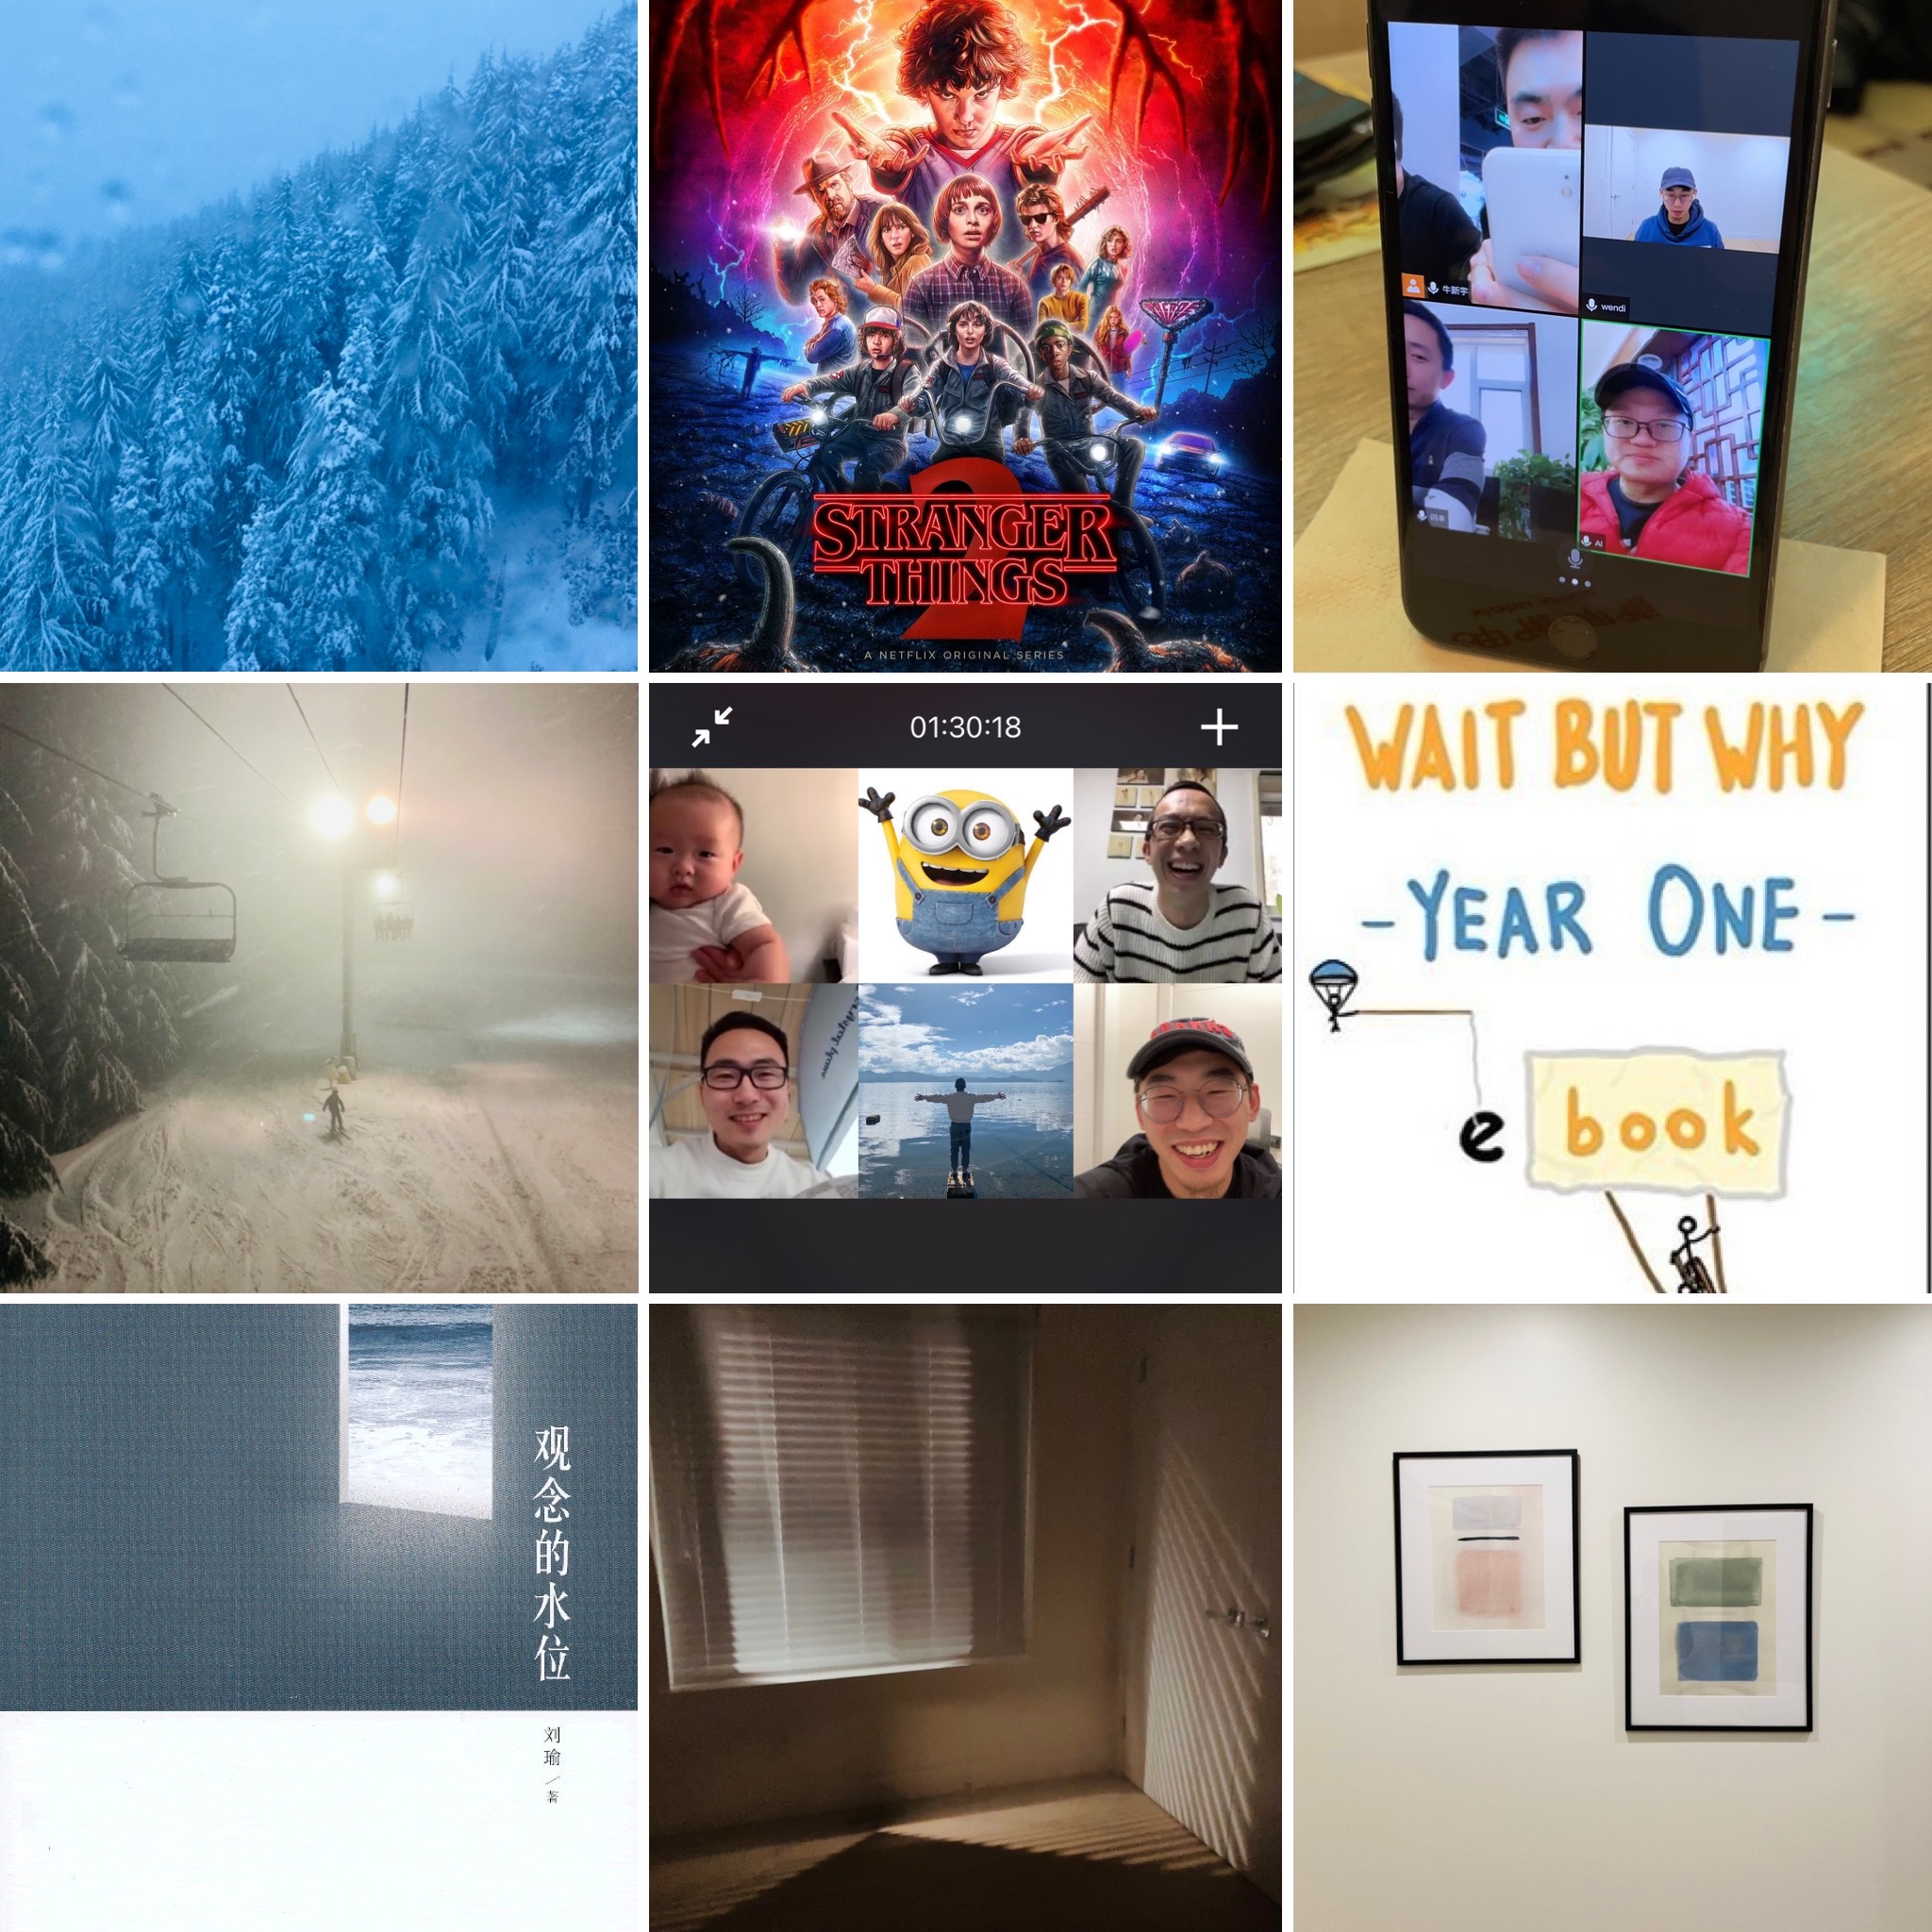 STRANGER
THINGS
2
A NETFLIX ORIGINAL SERIES
牛新宇
wendi
AI
01:30:18
WAIT BUT WHY
-YEAR ONE-
e book
观念的水位
刘瑜/著